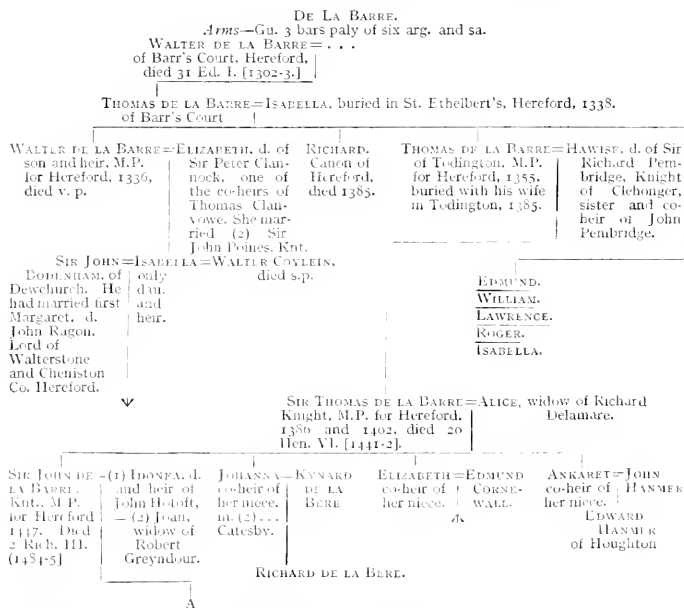 DE LA BARRE.
Arms—Gu. 3 bars paly of six arg. and sa.
WALTER DE LA BARRE = . . .
of Barr's Court, Hereford,
died 31 Ed. I. [1302-3.]
THOMAS DE LA BARRE=ISABELLA, buried in St. Ethelbert's, Hereford, 1338.
of Barr's Court
WALTER DE LA BARRE=ELIZABETH, d. of
son and heir, M.P.
for Hereford, 1336,
died v. p.
Sir Peter Clan-
nock, one of
the co-heirs of
Thomas Clan-
vowe. She mar-
ried (2) Sir
John Poines, Knt.
RICHARD.
Canon of
Hereford,
died 1385.
THOMAS DE LA BARRE=HAWISE, d. of Sir
of Todington, M.P.
for Hereford, 1355.
buried with his wife
in Todington, 1385.
Richard Pem-
bridge, Knight
of Clehonger,
sister and co-
heir of John
Pembridge.
SIR JOHN=ISABELLA=WALTER COYLEIN,
BODENHAM, of
Dewchurch. He
had married first
Margaret, d.
John Ragon.
Lord of
Walterstone
and Cheniston
Co. Hereford.
only
dau.
and
heir.
died s.p.
EDMUND.
WILLIAM.
LAWRENCE.
ROGER.
ISABELLA.
SIR THOMAS DE LA BARRE=ALICE, widow of Richard
Knight, M.P. for Hereford.
1386 and 1402, died 20
Hen. VI. [1441-2].
Delamare.
SIR JOHN DE
LA BARRE,
Knt., M.P.
for Hereford
1447. Died
2 Rich. III.
(1484-5]
(1) IDONEA, d.
and heir of
John Hotoft,
— (2) Joan,
widow of
Robert
Greyndour.
JOHANNA—KYNARD
co-heir of
her niece.
m. (2) . . .
Catesby.
DE LA
BERE
ELIZABETH=EDMUND
co-heir of
her niece.
CORNE-
WALL.
ANKARET=JOHN
co-heir of
her niece.
HANMER
EDWARD
HANMER
of Houghton
RICHARD DE LA BERE.
A